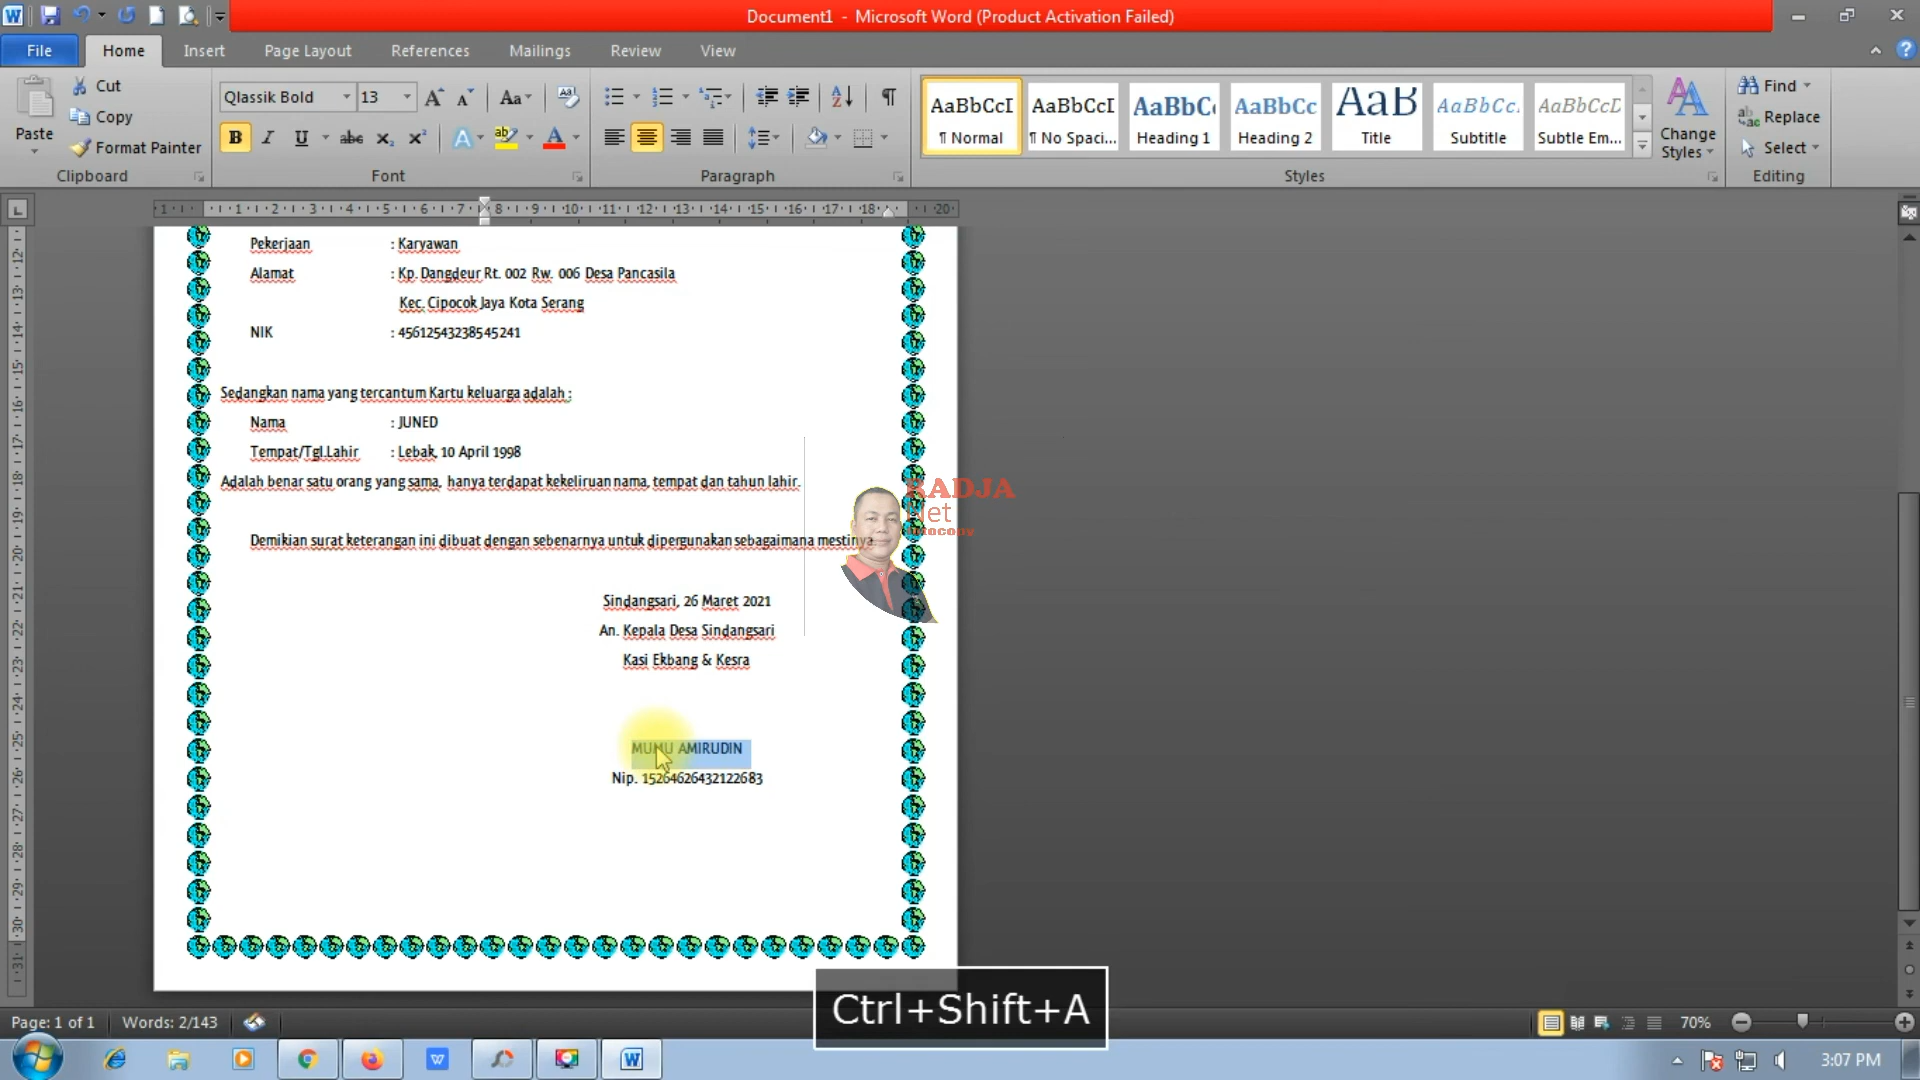 Document1 - Microsoft Word (Product Activation Failed)
File Home Insert Page Layout References Mailings Review View
Paste
Cut
Copy
Format Painter
Clipboard
Qlassik Bold 13
Font
Paragraph
AaBbCcI AaBbCcI AaBbC AaBbCc AaB AaBbCc. AaBbCcD
¶ Normal ¶ No Spaci... Heading 1 Heading 2 Title Subtitle Subtle Em...
Change Styles
Styles
Find
Replace
Select
Editing
Pekerjaan : Karyawan
Alamat : Kp. Dangdeur Rt. 002 Rw. 006 Desa Pancasila
Kec. Cipocok Jaya Kota Serang
NIK : 45612543238545241
Sedangkan nama yang tercantum Kartu keluarga adalah :
Nama : JUNED
Tempat/Tgl.Lahir : Lebak, 10 April 1998
Adalah benar satu orang yang sama, hanya terdapat kekeliruan nama, tempat dan tahun lahir.
RADJA
Net
Demikian surat keterangan ini dibuat dengan sebenarnya untuk dipergunakan sebagaimana mestinya.
Sindangsari, 26 Maret 2021
An. Kepala Desa Sindangsari
Kasi Ekbang & Kesra
MUMU AMIRUDIN
Nip. 15264626432122683
Ctrl+Shift+A
Page: 1 of 1 Words: 2/143 70%
3:07 PM